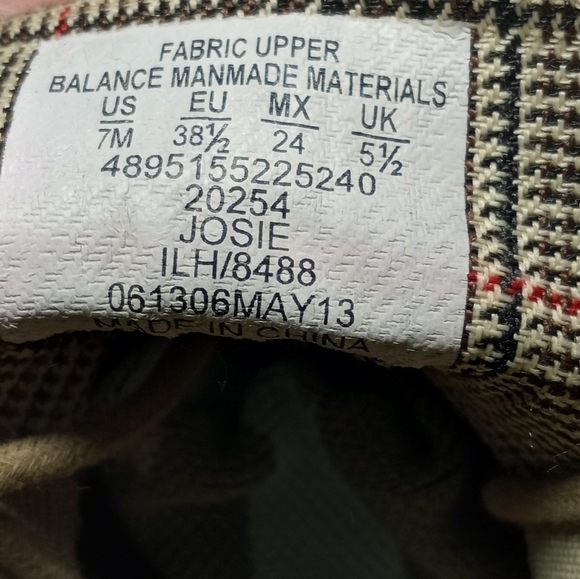 FABRIC UPPER
BALANCE MANMADE MATERIALS
US EU MX UK
7M 38½ 24 5½
4895155225240
20254
JOSIE
ILH/8488
061306MAY13
MADE IN CHINA